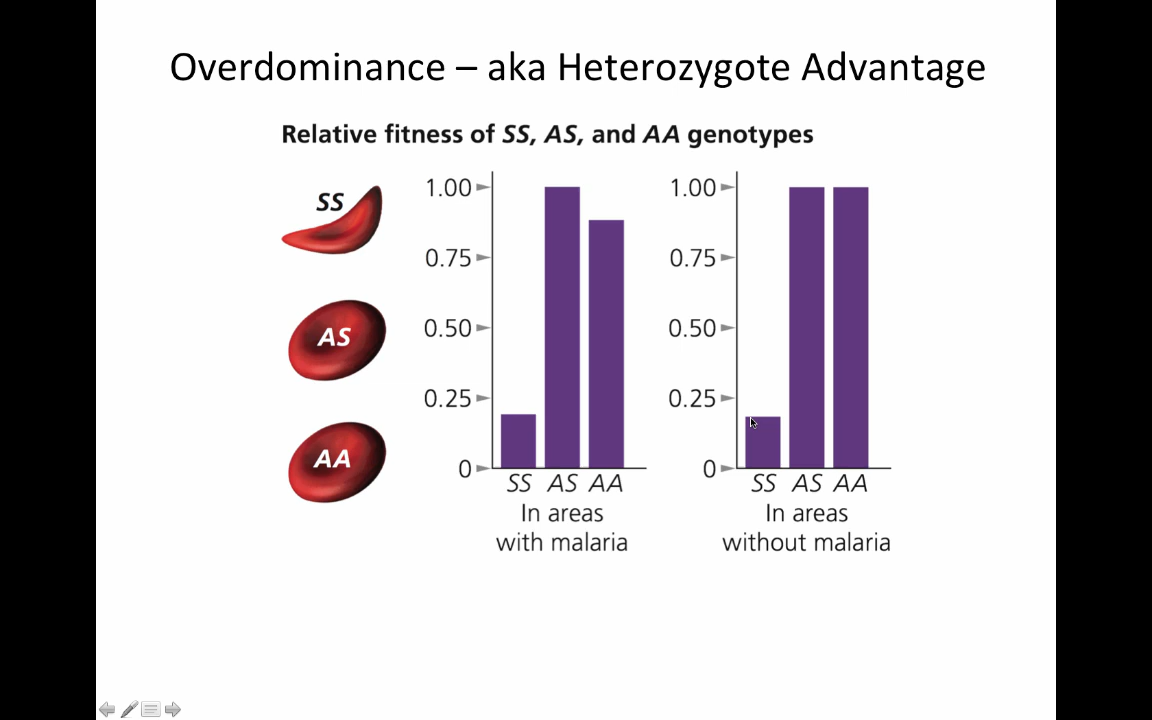 Overdominance – aka Heterozygote Advantage
Relative fitness of SS, AS, and AA genotypes
SS
AS
AA
1.00
0.75
0.50
0.25
0
SS AS AA
In areas
with malaria
1.00
0.75
0.50
0.25
0
SS AS AA
In areas
without malaria